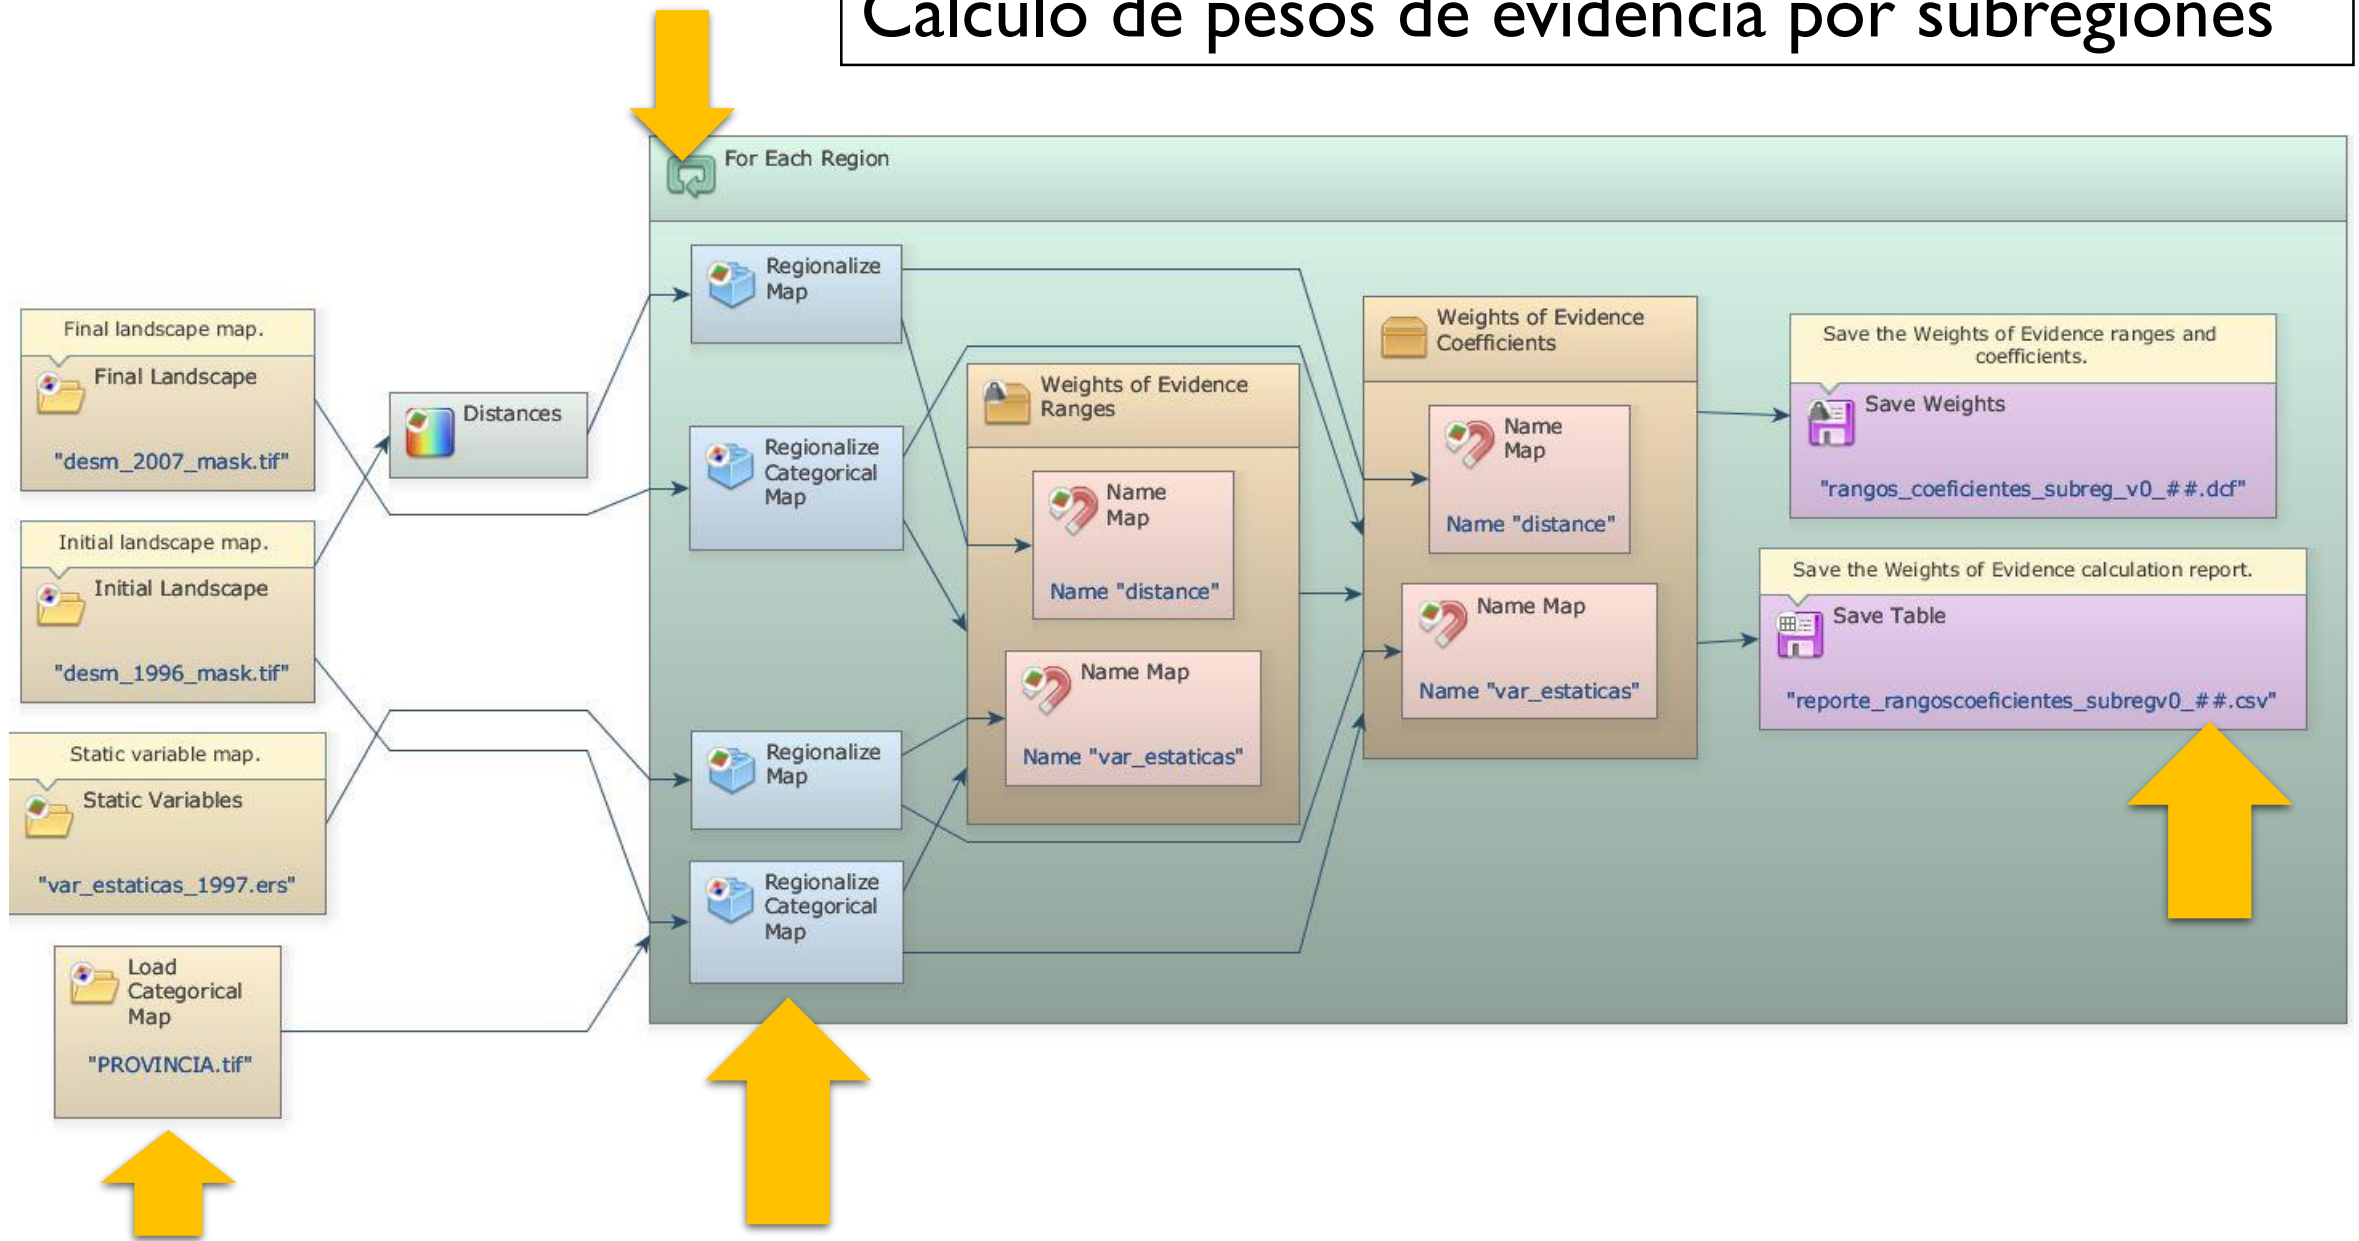 Calculo de pesos de evidencia por subregiones
For Each Region
Final landscape map.
Final Landscape
"desm_2007_mask.tif"
Initial landscape map.
Initial Landscape
"desm_1996_mask.tif"
Static variable map.
Static Variables
"var_estaticas_1997.ers"
Load
Categorical
Map
"PROVINCIA.tif"
Distances
Regionalize
Map
Regionalize
Categorical
Map
Regionalize
Map
Regionalize
Categorical
Map
Weights of Evidence
Ranges
Name
Map
Name "distance"
Name Map
Name "var_estaticas"
Weights of Evidence
Coefficients
Name
Map
Name "distance"
Name Map
Name "var_estaticas"
Save the Weights of Evidence ranges and
coefficients.
Save Weights
"rangos_coeficientes_subreg_v0_##.dcf"
Save the Weights of Evidence calculation report.
Save Table
"reporte_rangoscoeficientes_subregv0_##.csv"